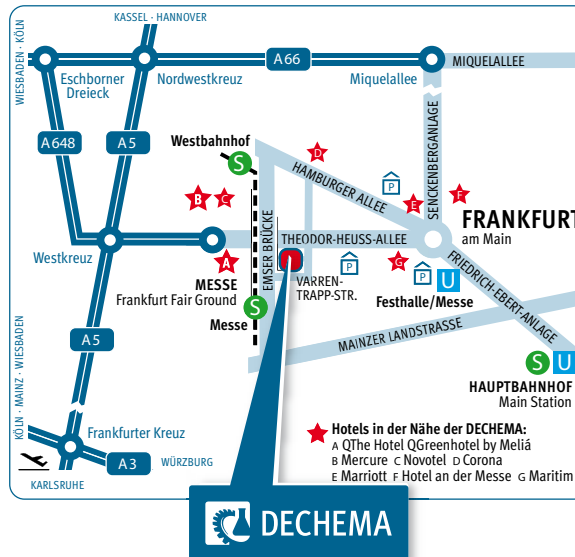 KASSEL · HANNOVER
WIESBADEN · KÖLN
A66
MIQUELALLEE
Eschborner
Dreieck
Nordwestkreuz
Miquelallee
A648
A5
Westbahnhof
S
D
HAMBURGER ALLEE
SENCKENBERGANLAGE
P
B
C
E
F
EMSER BRÜCKE
THEODOR-HEUSS-ALLEE
FRANKFURT
am Main
Westkreuz
A
G
P
P
U
MESSE
Frankfurt Fair Ground
VARREN-
TRAPP-STR.
Festhalle/Messe
FRIEDRICH-EBERT-ANLAGE
S
Messe
A5
MAINZER LANDSTRASSE
S
U
HAUPTBAHNHOF
Main Station
KÖLN · MAINZ · WIESBADEN
Frankfurter Kreuz
A3
WÜRZBURG
KARLSRUHE
Hotels in der Nähe der DECHEMA:
A QThe Hotel QGreenhotel by Meliá
B Mercure C Novotel D Corona
E Marriott F Hotel an der Messe G Maritim
DECHEMA